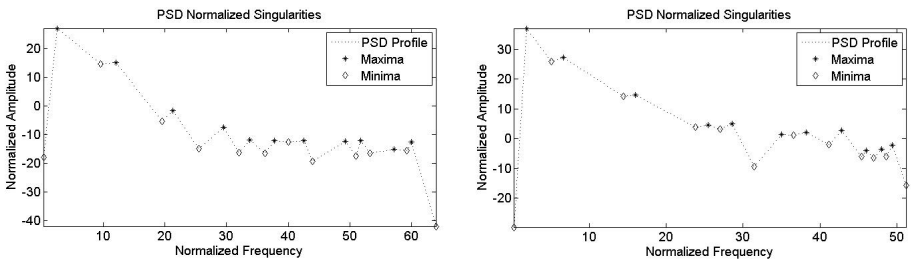 PSD Normalized Singularities
20
10
0
-10
-20
-30
-40
Normalized Amplitude
PSD Profile
Maxima
Minima
10 20 30 40 50 60
Normalized Frequency
PSD Normalized Singularities
30
20
10
0
-10
-20
Normalized Amplitude
PSD Profile
Maxima
Minima
10 20 30 40 50
Normalized Frequency